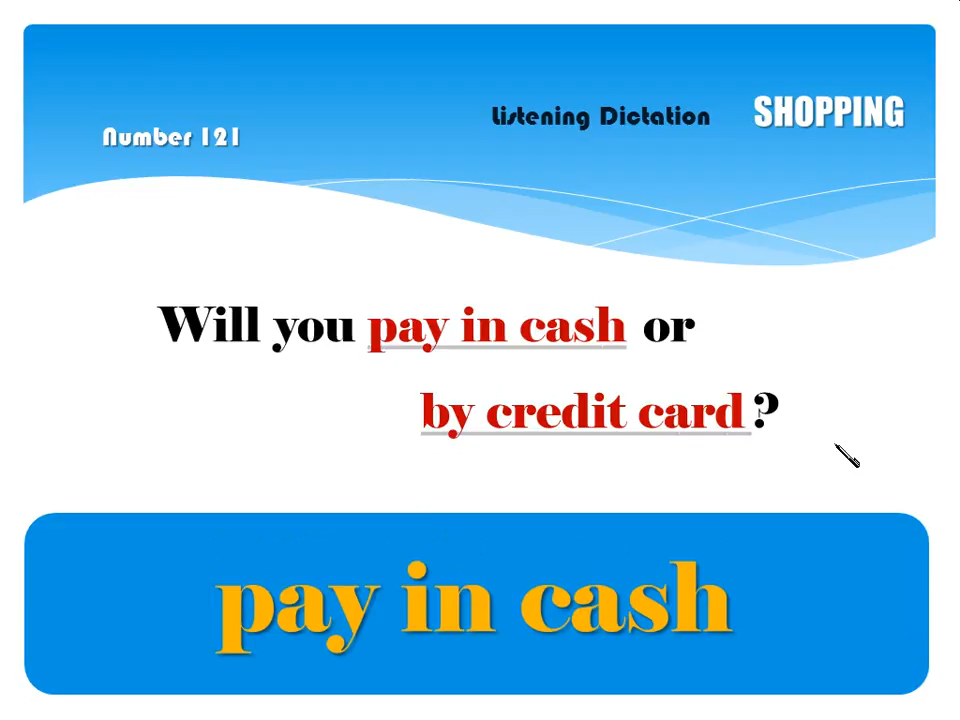 Number 121
Listening Dictation
SHOPPING
Will you pay in cash or
by credit card?
pay in cash